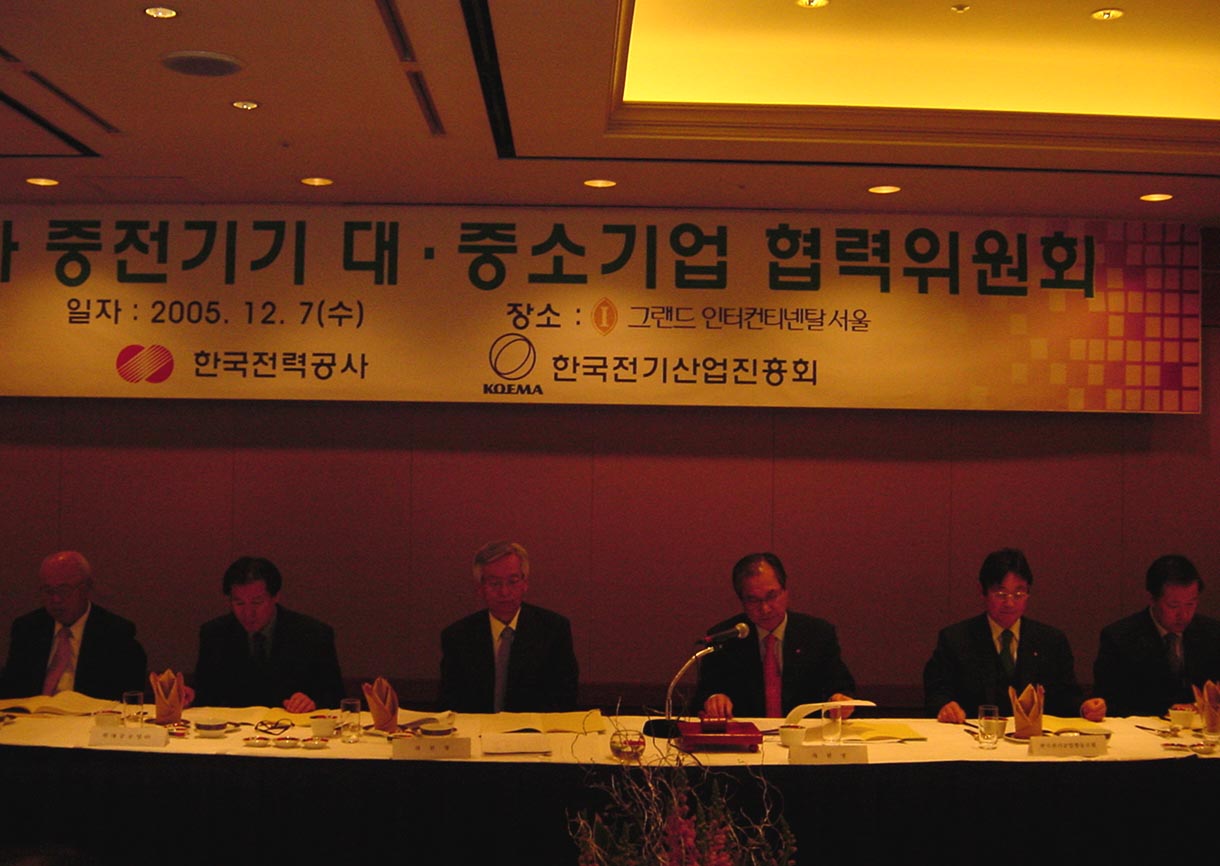 중전기기 대·중소기업 협력위원회
일자 : 2005. 12. 7(수) 장소 : I 그랜드 인터컨티넨탈 서울
한국전력공사 KOEMA 한국전기산업진흥회